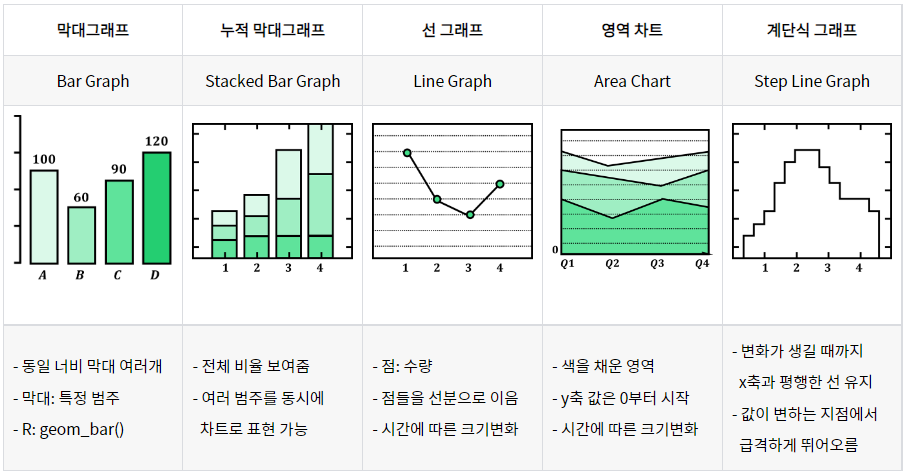 막대그래프
누적 막대그래프
선 그래프
영역 차트
계단식 그래프
Bar Graph
Stacked Bar Graph
Line Graph
Area Chart
Step Line Graph
100
60
90
120
A
B
C
D
1
2
3
4
1
2
3
4
0
Q1
Q2
Q3
Q4
1
2
3
4
- 동일 너비 막대 여러개
- 막대: 특정 범주
- R: geom_bar()
- 전체 비율 보여줌
- 여러 범주를 동시에
차트로 표현 가능
- 점: 수량
- 점들을 선분으로 이음
- 시간에 따른 크기변화
- 색을 채운 영역
- y축 값은 0부터 시작
- 시간에 따른 크기변화
- 변화가 생길 때까지
x축과 평행한 선 유지
- 값이 변하는 지점에서
급격하게 뛰어오름